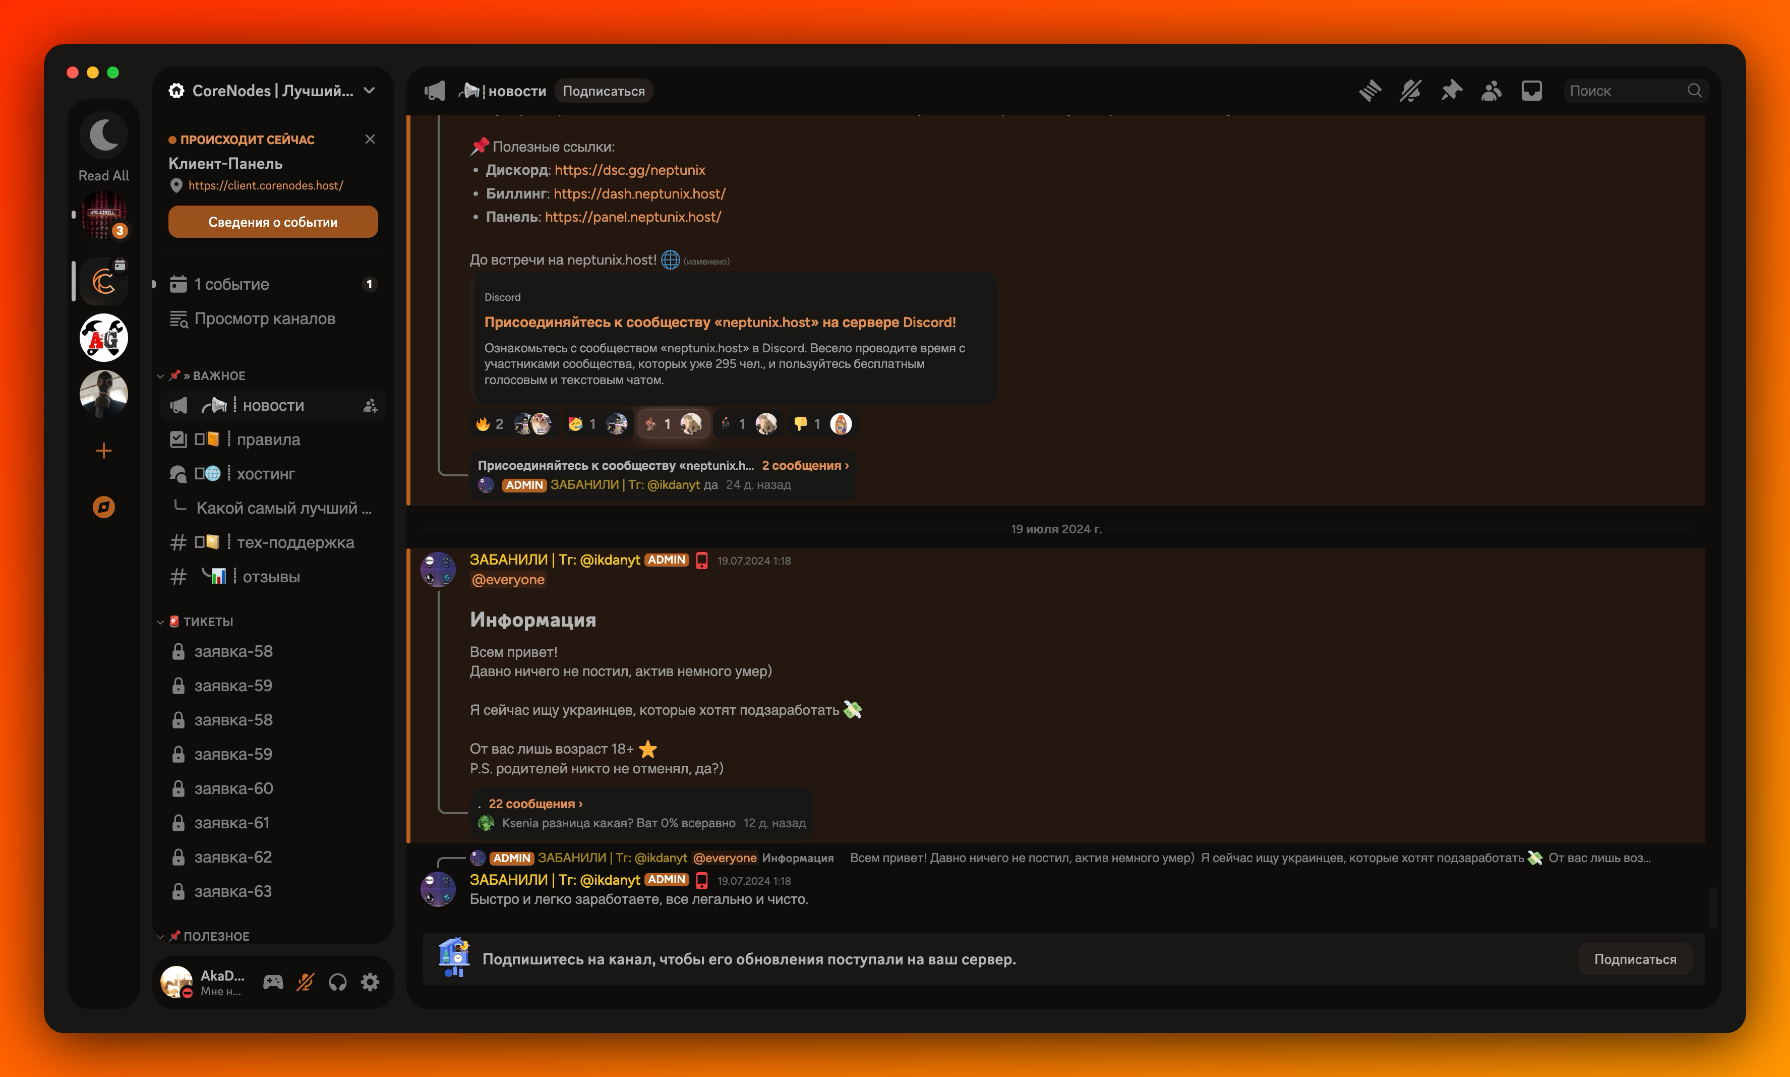 CoreNodes | Лучший...
ПРОИСХОДИТ СЕЙЧАС
Клиент-Панель
https://client.corenodes.host/
Сведения о событии
Read All
3
1 событие
1
Просмотр каналов
» ВАЖНОЕ
новости
правила
хостинг
Какой самый лучший ...
тех-поддержка
отзывы
ТИКЕТЫ
заявка-58
заявка-59
заявка-58
заявка-59
заявка-60
заявка-61
заявка-62
заявка-63
ПОЛЕЗНОЕ
AkaD...
Мне н...
новости
Подписаться
Поиск
Полезные ссылки:
• Дискорд: https://dsc.gg/neptunix
• Биллинг: https://dash.neptunix.host/
• Панель: https://panel.neptunix.host/
До встречи на neptunix.host! (изменено)
Discord
Присоединяйтесь к сообществу «neptunix.host» на сервере Discord!
Ознакомьтесь с сообществом «neptunix.host» в Discord. Весело проводите время с
участниками сообщества, которых уже 295 чел., и пользуйтесь бесплатным
голосовым и текстовым чатом.
2 1 1 1 1
Присоединяйтесь к сообществу «neptunix.h... 2 сообщения ›
ADMIN ЗАБАНИЛИ | Тг: @ikdanyt да 24 д. назад
19 июля 2024 г.
ЗАБАНИЛИ | Тг: @ikdanyt ADMIN 19.07.2024 1:18
@everyone
Информация
Всем привет!
Давно ничего не постил, актив немного умер)
Я сейчас ищу украинцев, которые хотят подзаработать
От вас лишь возраст 18+
P.S. родителей никто не отменял, да?)
. 22 сообщения ›
Ksenia разница какая? Ват 0% всеравно 12 д. назад
ADMIN ЗАБАНИЛИ | Тг: @ikdanyt @everyone Информация Всем привет! Давно ничего не постил, актив немного умер) Я сейчас ищу украинцев, которые хотят подзаработать От вас лишь воз...
ЗАБАНИЛИ | Тг: @ikdanyt ADMIN 19.07.2024 1:18
Быстро и легко заработаете, все легально и чисто.
Подпишитесь на канал, чтобы его обновления поступали на ваш сервер.
Подписаться